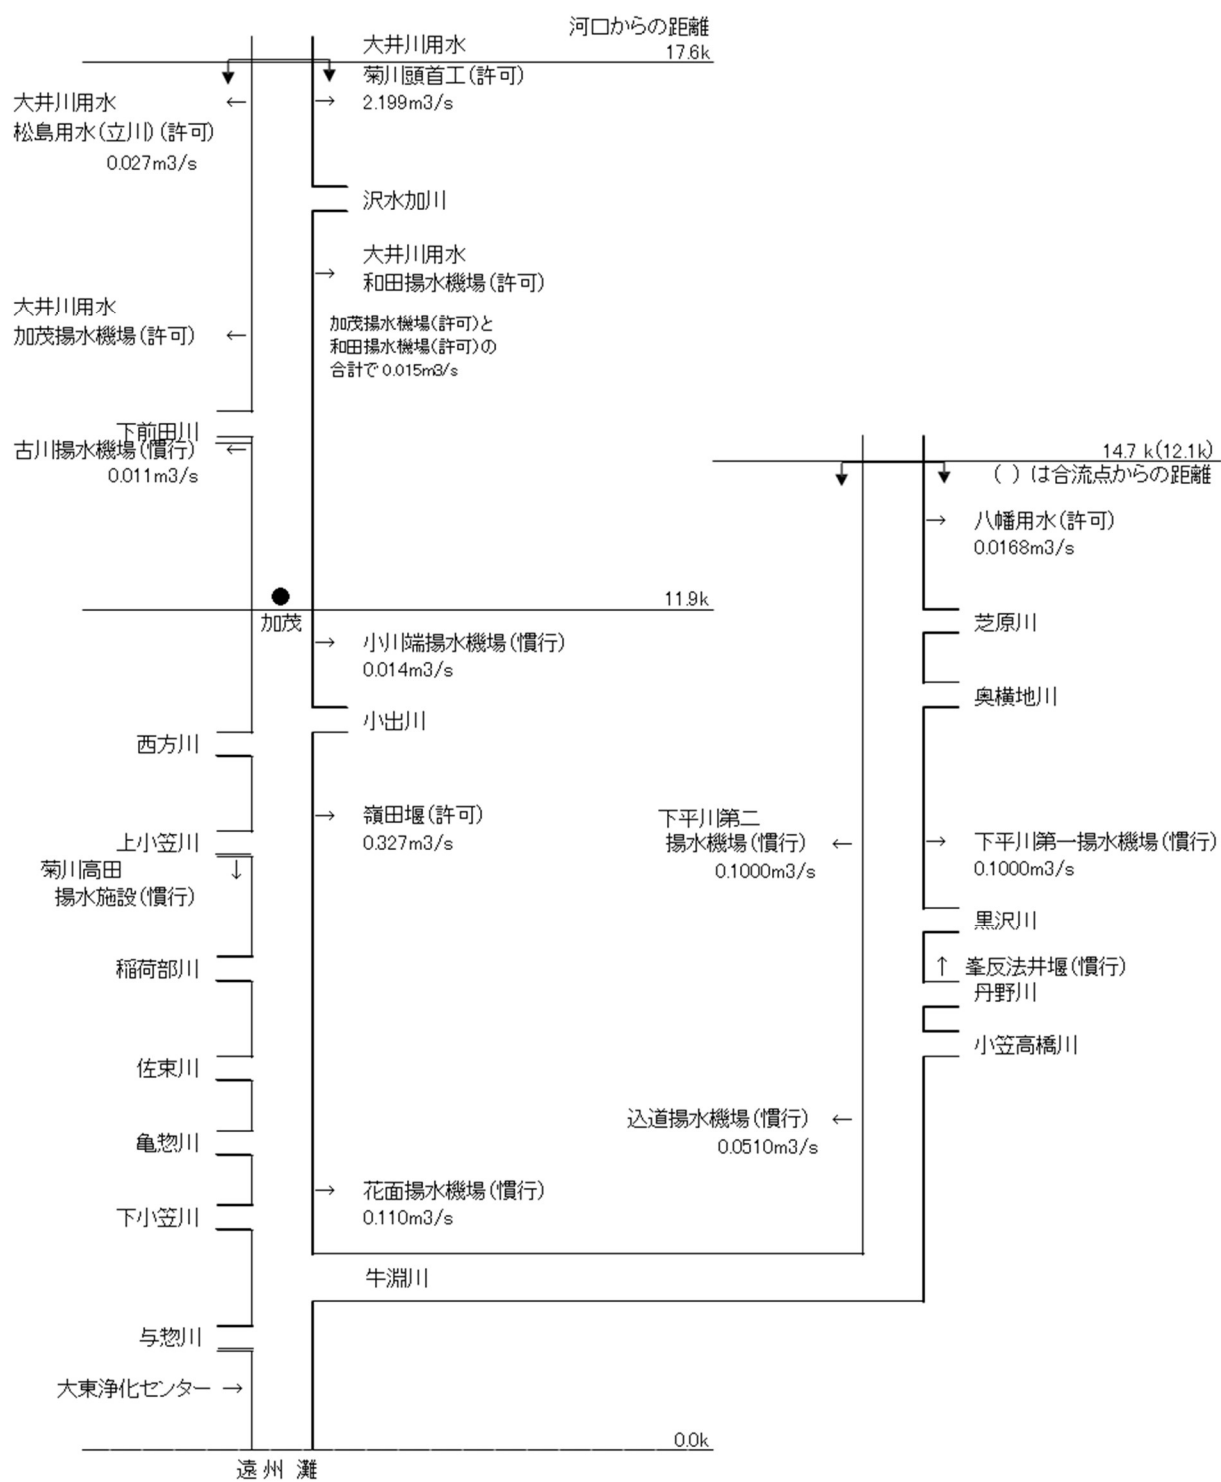 河口からの距離
17.6k
大井川用水
菊川頭首工(許可)
2.199m3/s
大井川用水
松島用水(立川)(許可)
0.027m3/s
沢水加川
大井川用水
和田揚水機場(許可)
大井川用水
加茂揚水機場(許可)
加茂揚水機場(許可)と
和田揚水機場(許可)の
合計で0.015m3/s
下前田川
古川揚水機場(慣行)
0.011m3/s
14.7k(12.1k)
( )は合流点からの距離
八幡用水(許可)
0.0168m3/s
11.9k
加茂
小川端揚水機場(慣行)
0.014m3/s
芝原川
奥横地川
小出川
西方川
嶺田堰(許可)
0.327m3/s
下平川第二
揚水機場(慣行)
0.1000m3/s
下平川第一揚水機場(慣行)
0.1000m3/s
上小笠川
菊川高田
揚水施設(慣行)
黒沢川
稲荷部川
峯反法井堰(慣行)
丹野川
小笠高橋川
佐束川
亀惣川
込道揚水機場(慣行)
0.0510m3/s
花面揚水機場(慣行)
0.110m3/s
下小笠川
牛淵川
与惣川
大東浄化センター
0.0k
遠州 灘